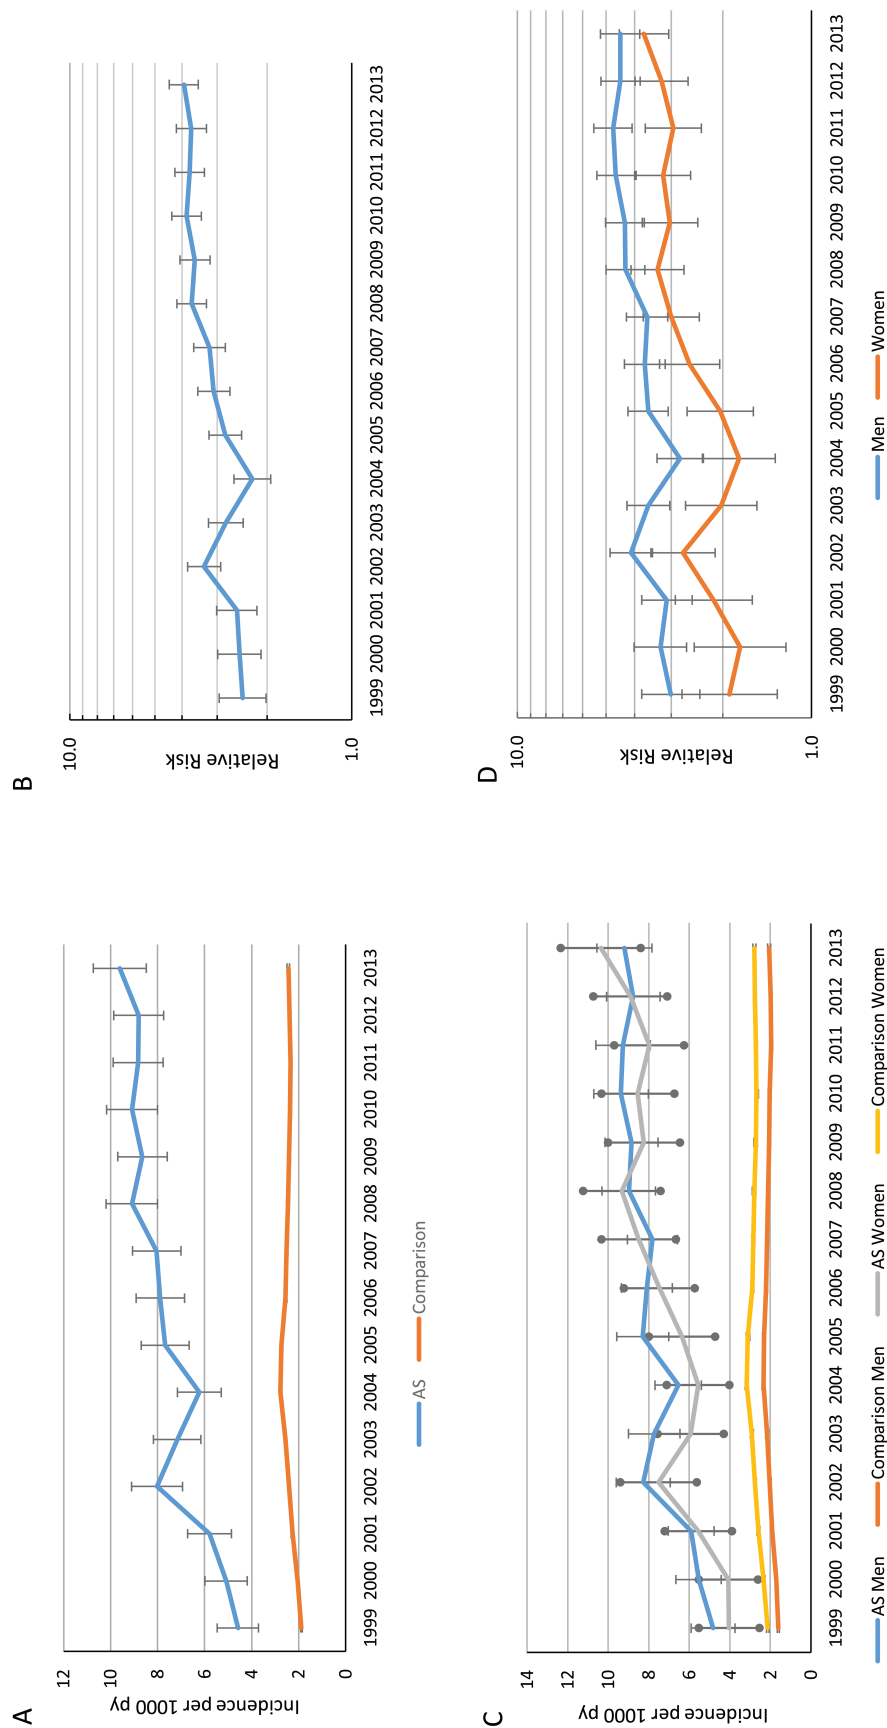 A
Incidence per 1000 py
12
10
8
6
4
2
0
1999 2000 2001 2002 2003 2004 2005 2006 2007 2008 2009 2010 2011 2012 2013
AS Comparison
B
Relative Risk
10.0
1.0
1999 2000 2001 2002 2003 2004 2005 2006 2007 2008 2009 2010 2011 2012 2013
C
Incidence per 1000 py
14
12
10
8
6
4
2
0
1999 2000 2001 2002 2003 2004 2005 2006 2007 2008 2009 2010 2011 2012 2013
AS Men Comparison Men AS Women Comparison Women
D
Relative Risk
10.0
1.0
1999 2000 2001 2002 2003 2004 2005 2006 2007 2008 2009 2010 2011 2012 2013
Men Women